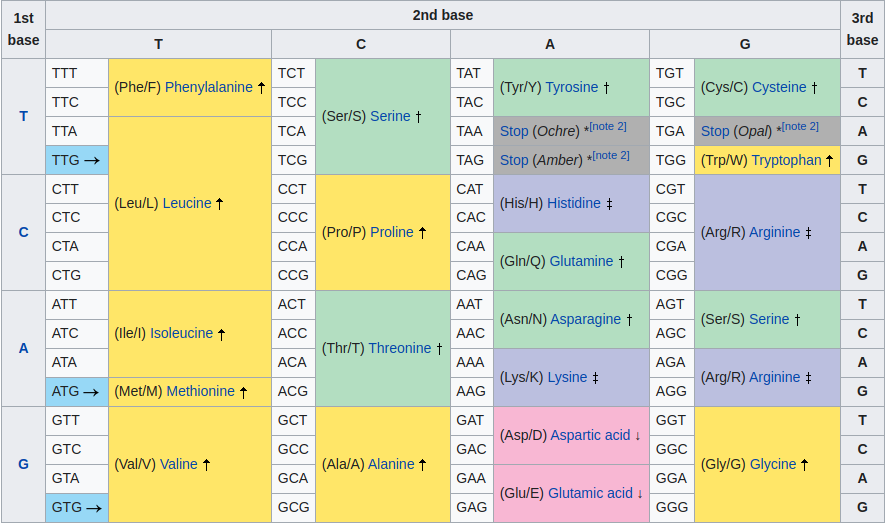 1st base 2nd base 3rd base
T C A G
T TTT (Phe/F) Phenylalanine ↑ TCT (Ser/S) Serine † TAT (Tyr/Y) Tyrosine † TGT (Cys/C) Cysteine † T
TTC TCC TAC TGC C
TTA (Leu/L) Leucine ↑ TCA TAA Stop (Ochre) *[note 2] TGA Stop (Opal) *[note 2] A
TTG → TCG TAG Stop (Amber) *[note 2] TGG (Trp/W) Tryptophan ↑ G
C CTT CCT (Pro/P) Proline ↑ CAT (His/H) Histidine ‡ CGT (Arg/R) Arginine ‡ T
CTC CCC CAC CGC C
CTA CCA CAA (Gln/Q) Glutamine † CGA A
CTG CCG CAG CGG G
A ATT (Ile/I) Isoleucine ↑ ACT (Thr/T) Threonine † AAT (Asn/N) Asparagine † AGT (Ser/S) Serine † T
ATC ACC AAC AGC C
ATA ACA AAA (Lys/K) Lysine ‡ AGA (Arg/R) Arginine ‡ A
ATG → (Met/M) Methionine ↑ ACG AAG AGG G
G GTT (Val/V) Valine ↑ GCT (Ala/A) Alanine ↑ GAT (Asp/D) Aspartic acid ↓ GGT (Gly/G) Glycine ↑ T
GTC GCC GAC GGC C
GTA GCA GAA (Glu/E) Glutamic acid ↓ GGA A
GTG → GCG GAG GGG G